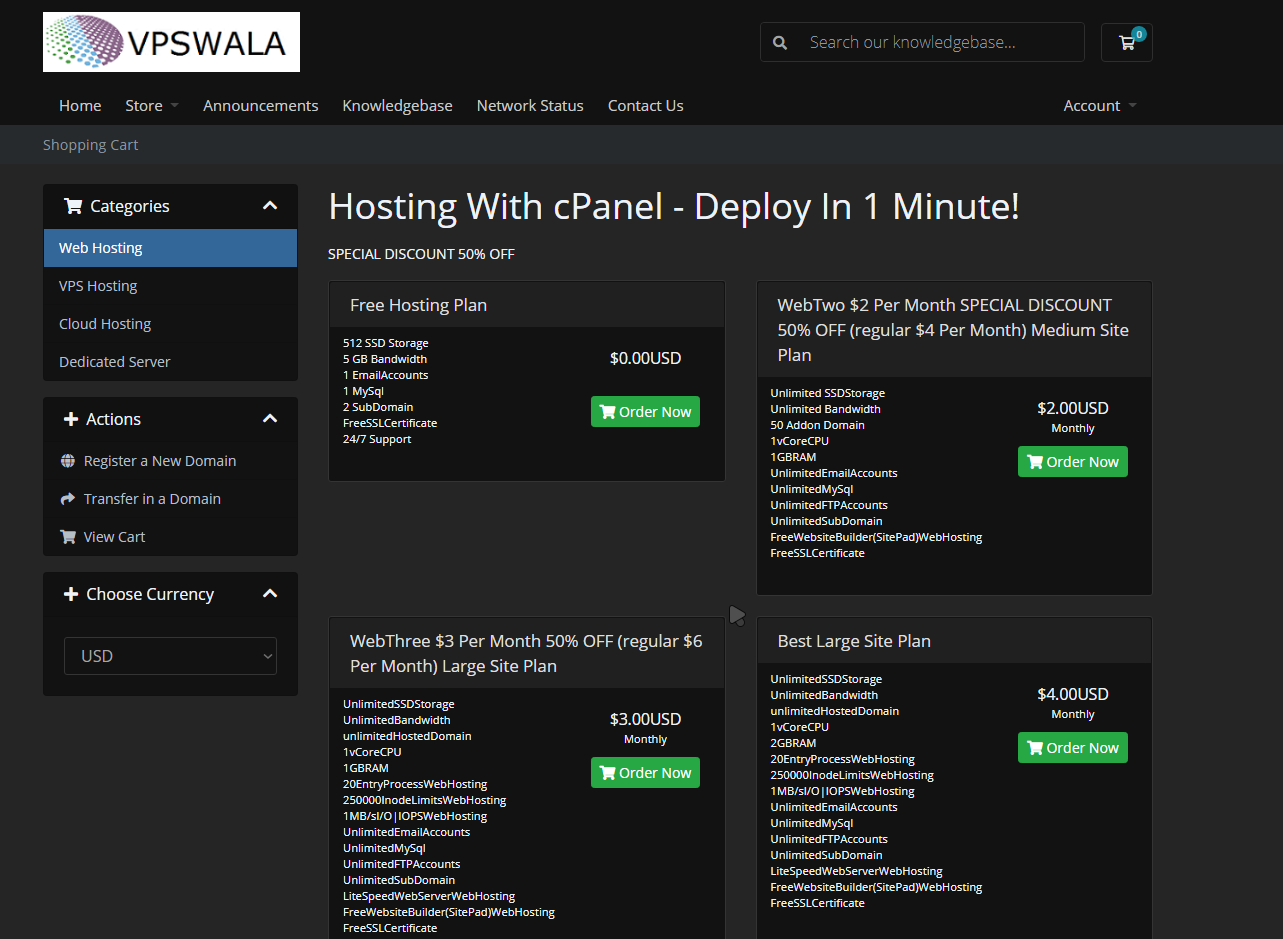 VPSWALA
Search our knowledgebase...
0
Home Store Announcements Knowledgebase Network Status Contact Us Account
Shopping Cart
Categories
Web Hosting
VPS Hosting
Cloud Hosting
Dedicated Server
Actions
Register a New Domain
Transfer in a Domain
View Cart
Choose Currency
USD
Hosting With cPanel - Deploy In 1 Minute!
SPECIAL DISCOUNT 50% OFF
Free Hosting Plan
512 SSD Storage
5 GB Bandwidth
1 EmailAccounts
1 MySql
2 SubDomain
FreeSSLCertificate
24/7 Support
$0.00USD
Order Now
WebTwo $2 Per Month SPECIAL DISCOUNT
50% OFF (regular $4 Per Month) Medium Site
Plan
Unlimited SSDStorage
Unlimited Bandwidth
50 Addon Domain
1vCoreCPU
1GBRAM
UnlimitedEmailAccounts
UnlimitedMySql
UnlimitedFTPAccounts
UnlimitedSubDomain
FreeWebsiteBuilder(SitePad)WebHosting
FreeSSLCertificate
$2.00USD
Monthly
Order Now
WebThree $3 Per Month 50% OFF (regular $6
Per Month) Large Site Plan
UnlimitedSSDStorage
UnlimitedBandwidth
unlimitedHostedDomain
1vCoreCPU
1GBRAM
20EntryProcessWebHosting
250000InodeLimitsWebHosting
1MB/sI/O|IOPSWebHosting
UnlimitedEmailAccounts
UnlimitedMySql
UnlimitedFTPAccounts
UnlimitedSubDomain
LiteSpeedWebServerWebHosting
FreeWebsiteBuilder(SitePad)WebHosting
FreeSSLCertificate
$3.00USD
Monthly
Order Now
Best Large Site Plan
UnlimitedSSDStorage
UnlimitedBandwidth
unlimitedHostedDomain
1vCoreCPU
2GBRAM
20EntryProcessWebHosting
250000InodeLimitsWebHosting
1MB/sI/O|IOPSWebHosting
UnlimitedEmailAccounts
UnlimitedMySql
UnlimitedFTPAccounts
UnlimitedSubDomain
LiteSpeedWebServerWebHosting
FreeWebsiteBuilder(SitePad)WebHosting
FreeSSLCertificate
$4.00USD
Monthly
Order Now